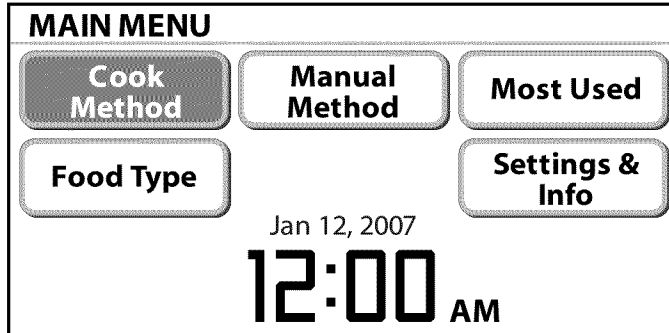 MAIN MENU
Cook
Method
Manual
Method
Most Used
Food Type
Settings &
Info
Jan 12, 2007
12:00 AM